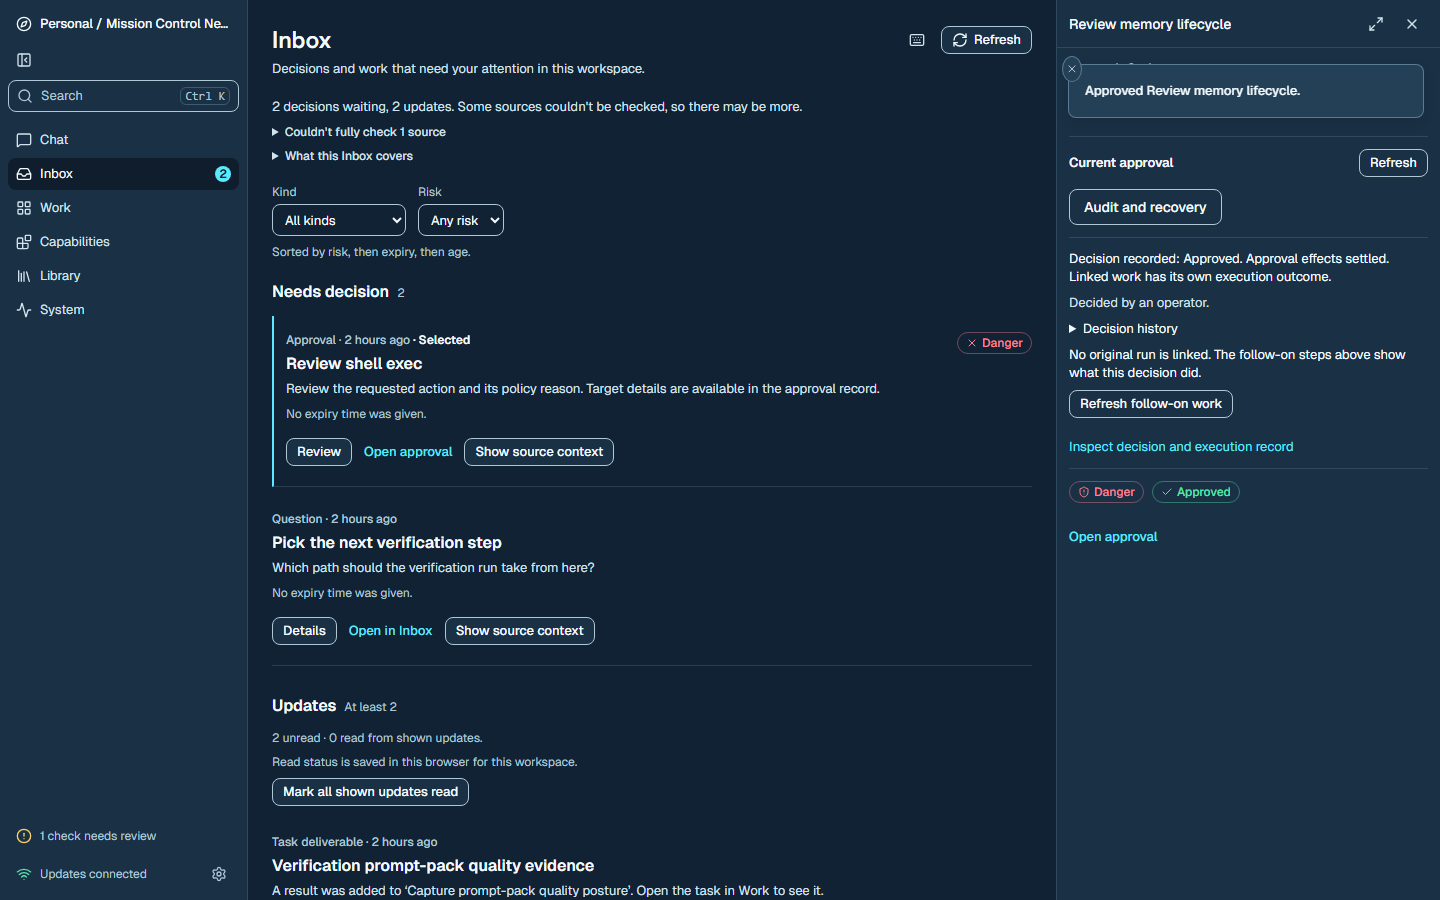 Personal / Mission Control Ne...
Search
Ctrl K
Chat
Inbox
2
Work
Capabilities
Library
System
1 check needs review
Updates connected
Inbox
Refresh
Decisions and work that need your attention in this workspace.
2 decisions waiting, 2 updates. Some sources couldn't be checked, so there may be more.
Couldn't fully check 1 source
What this Inbox covers
Kind
Risk
All kinds
Any risk
Sorted by risk, then expiry, then age.
Needs decision 2
Approval · 2 hours ago · Selected
Danger
Review shell exec
Review the requested action and its policy reason. Target details are available in the approval record.
No expiry time was given.
Review
Open approval
Show source context
Question · 2 hours ago
Pick the next verification step
Which path should the verification run take from here?
No expiry time was given.
Details
Open in Inbox
Show source context
Updates At least 2
2 unread · 0 read from shown updates.
Read status is saved in this browser for this workspace.
Mark all shown updates read
Task deliverable · 2 hours ago
Verification prompt-pack quality evidence
A result was added to ‘Capture prompt-pack quality posture’. Open the task in Work to see it.
Review memory lifecycle
Approved Review memory lifecycle.
Current approval
Refresh
Audit and recovery
Decision recorded: Approved. Approval effects settled.
Linked work has its own execution outcome.
Decided by an operator.
Decision history
No original run is linked. The follow-on steps above show
what this decision did.
Refresh follow-on work
Inspect decision and execution record
Danger
Approved
Open approval